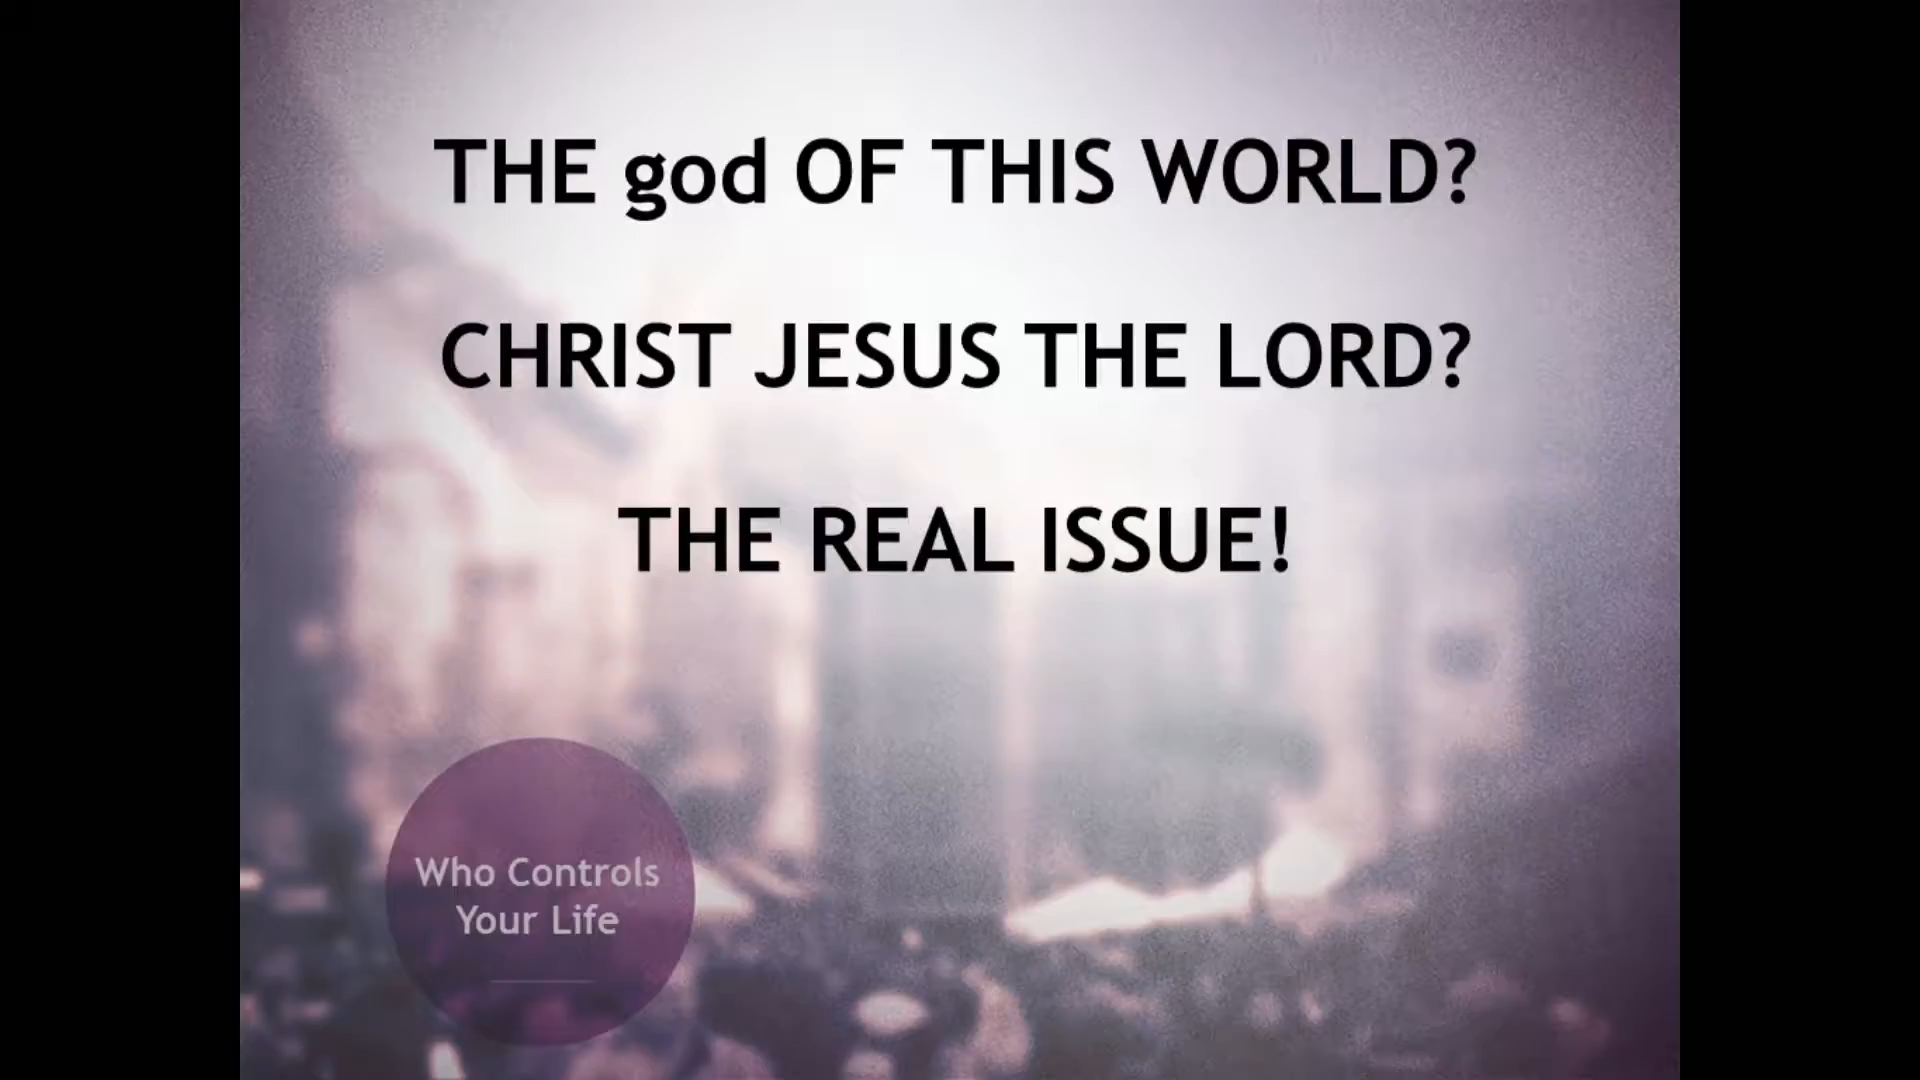 THE god OF THIS WORLD?
CHRIST JESUS THE LORD?
THE REAL ISSUE!
Who Controls
Your Life